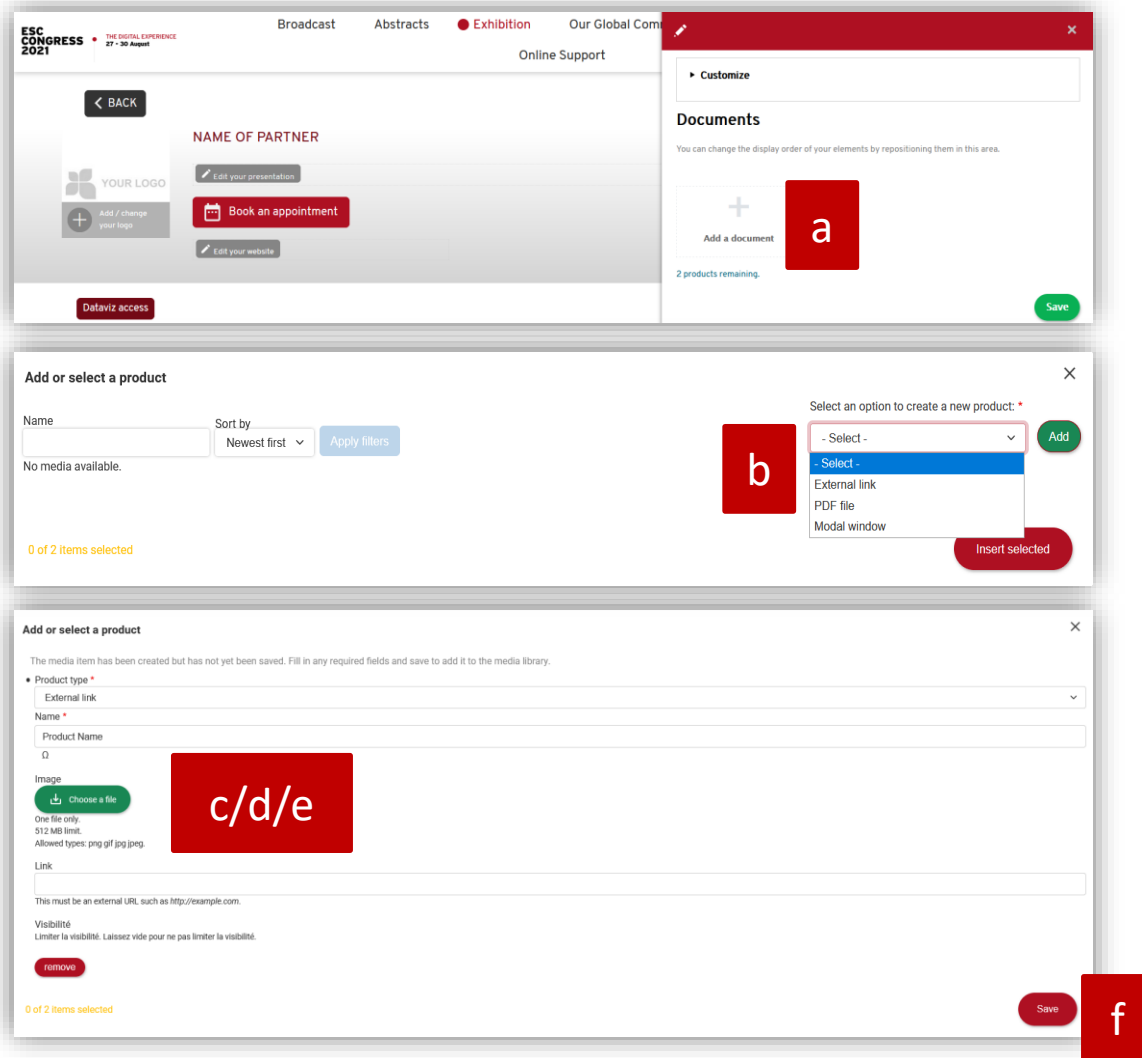 Broadcast Abstracts Exhibition Our Global Com
ESC
CONGRESS
2021
THE DIGITAL EXPERIENCE
27 - 30 August
Online Support
BACK
NAME OF PARTNER
YOUR LOGO
Add / change
your logo
Edit your presentation
Book an appointment
Edit your website
Dataviz access
Customize
Documents
You can change the display order of your elements by repositioning them in this area.
Add a document
a
2 products remaining.
Save
Add or select a product
Name
Sort by
Newest first
Apply filters
No media available.
0 of 2 items selected
b
Select an option to create a new product: *
- Select -
Add
- Select -
External link
PDF file
Modal window
Insert selected
Add or select a product
The media item has been created but has not yet been saved. Fill in any required fields and save to add it to the media library.
Product type *
External link
Name *
Product Name
Ω
Image
Choose a file
One file only.
512 MB limit.
Allowed types: png gif jpg jpeg.
c/d/e
Link
This must be an external URL such as http://example.com.
Visibilité
Limiter la visibilité. Laissez vide pour ne pas limiter la visibilité.
remove
0 of 2 items selected
Save
f